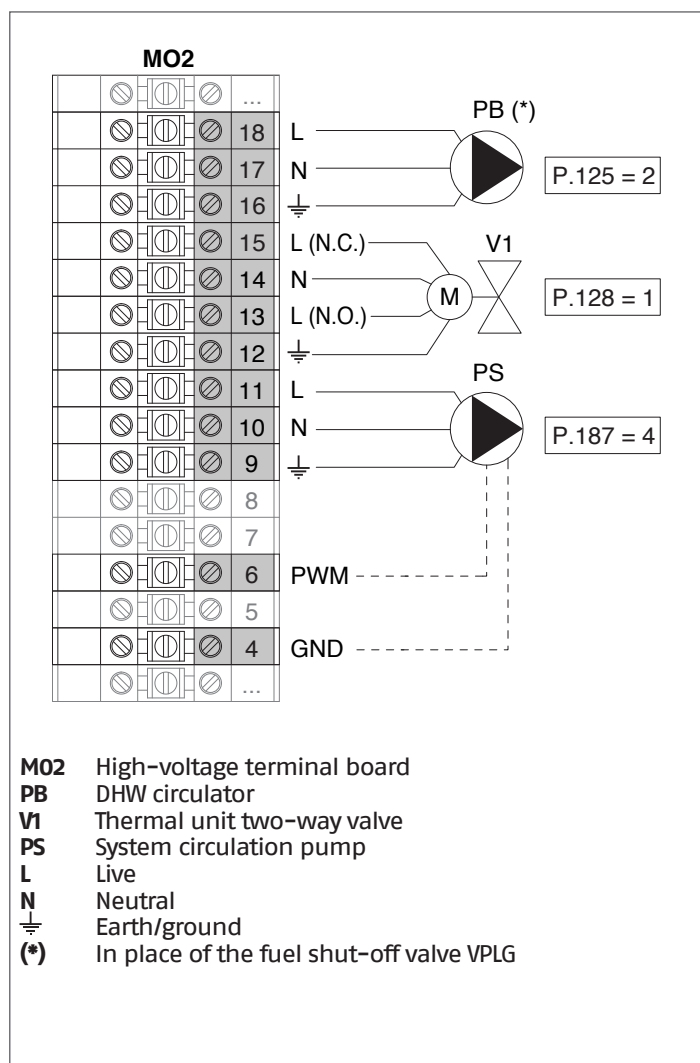 MO2
...
PB (*)
18 L
17 N P.125 = 2
16
15 L (N.C.) V1
14 N M P.128 = 1
13 L (N.O.)
12
11 L PS
10 N P.187 = 4
9
8
7
6 PWM
5
4 GND
...
MO2 High-voltage terminal board
PB DHW circulator
V1 Thermal unit two-way valve
PS System circulation pump
L Live
N Neutral
⏚ Earth/ground
(*) In place of the fuel shut-off valve VPLG